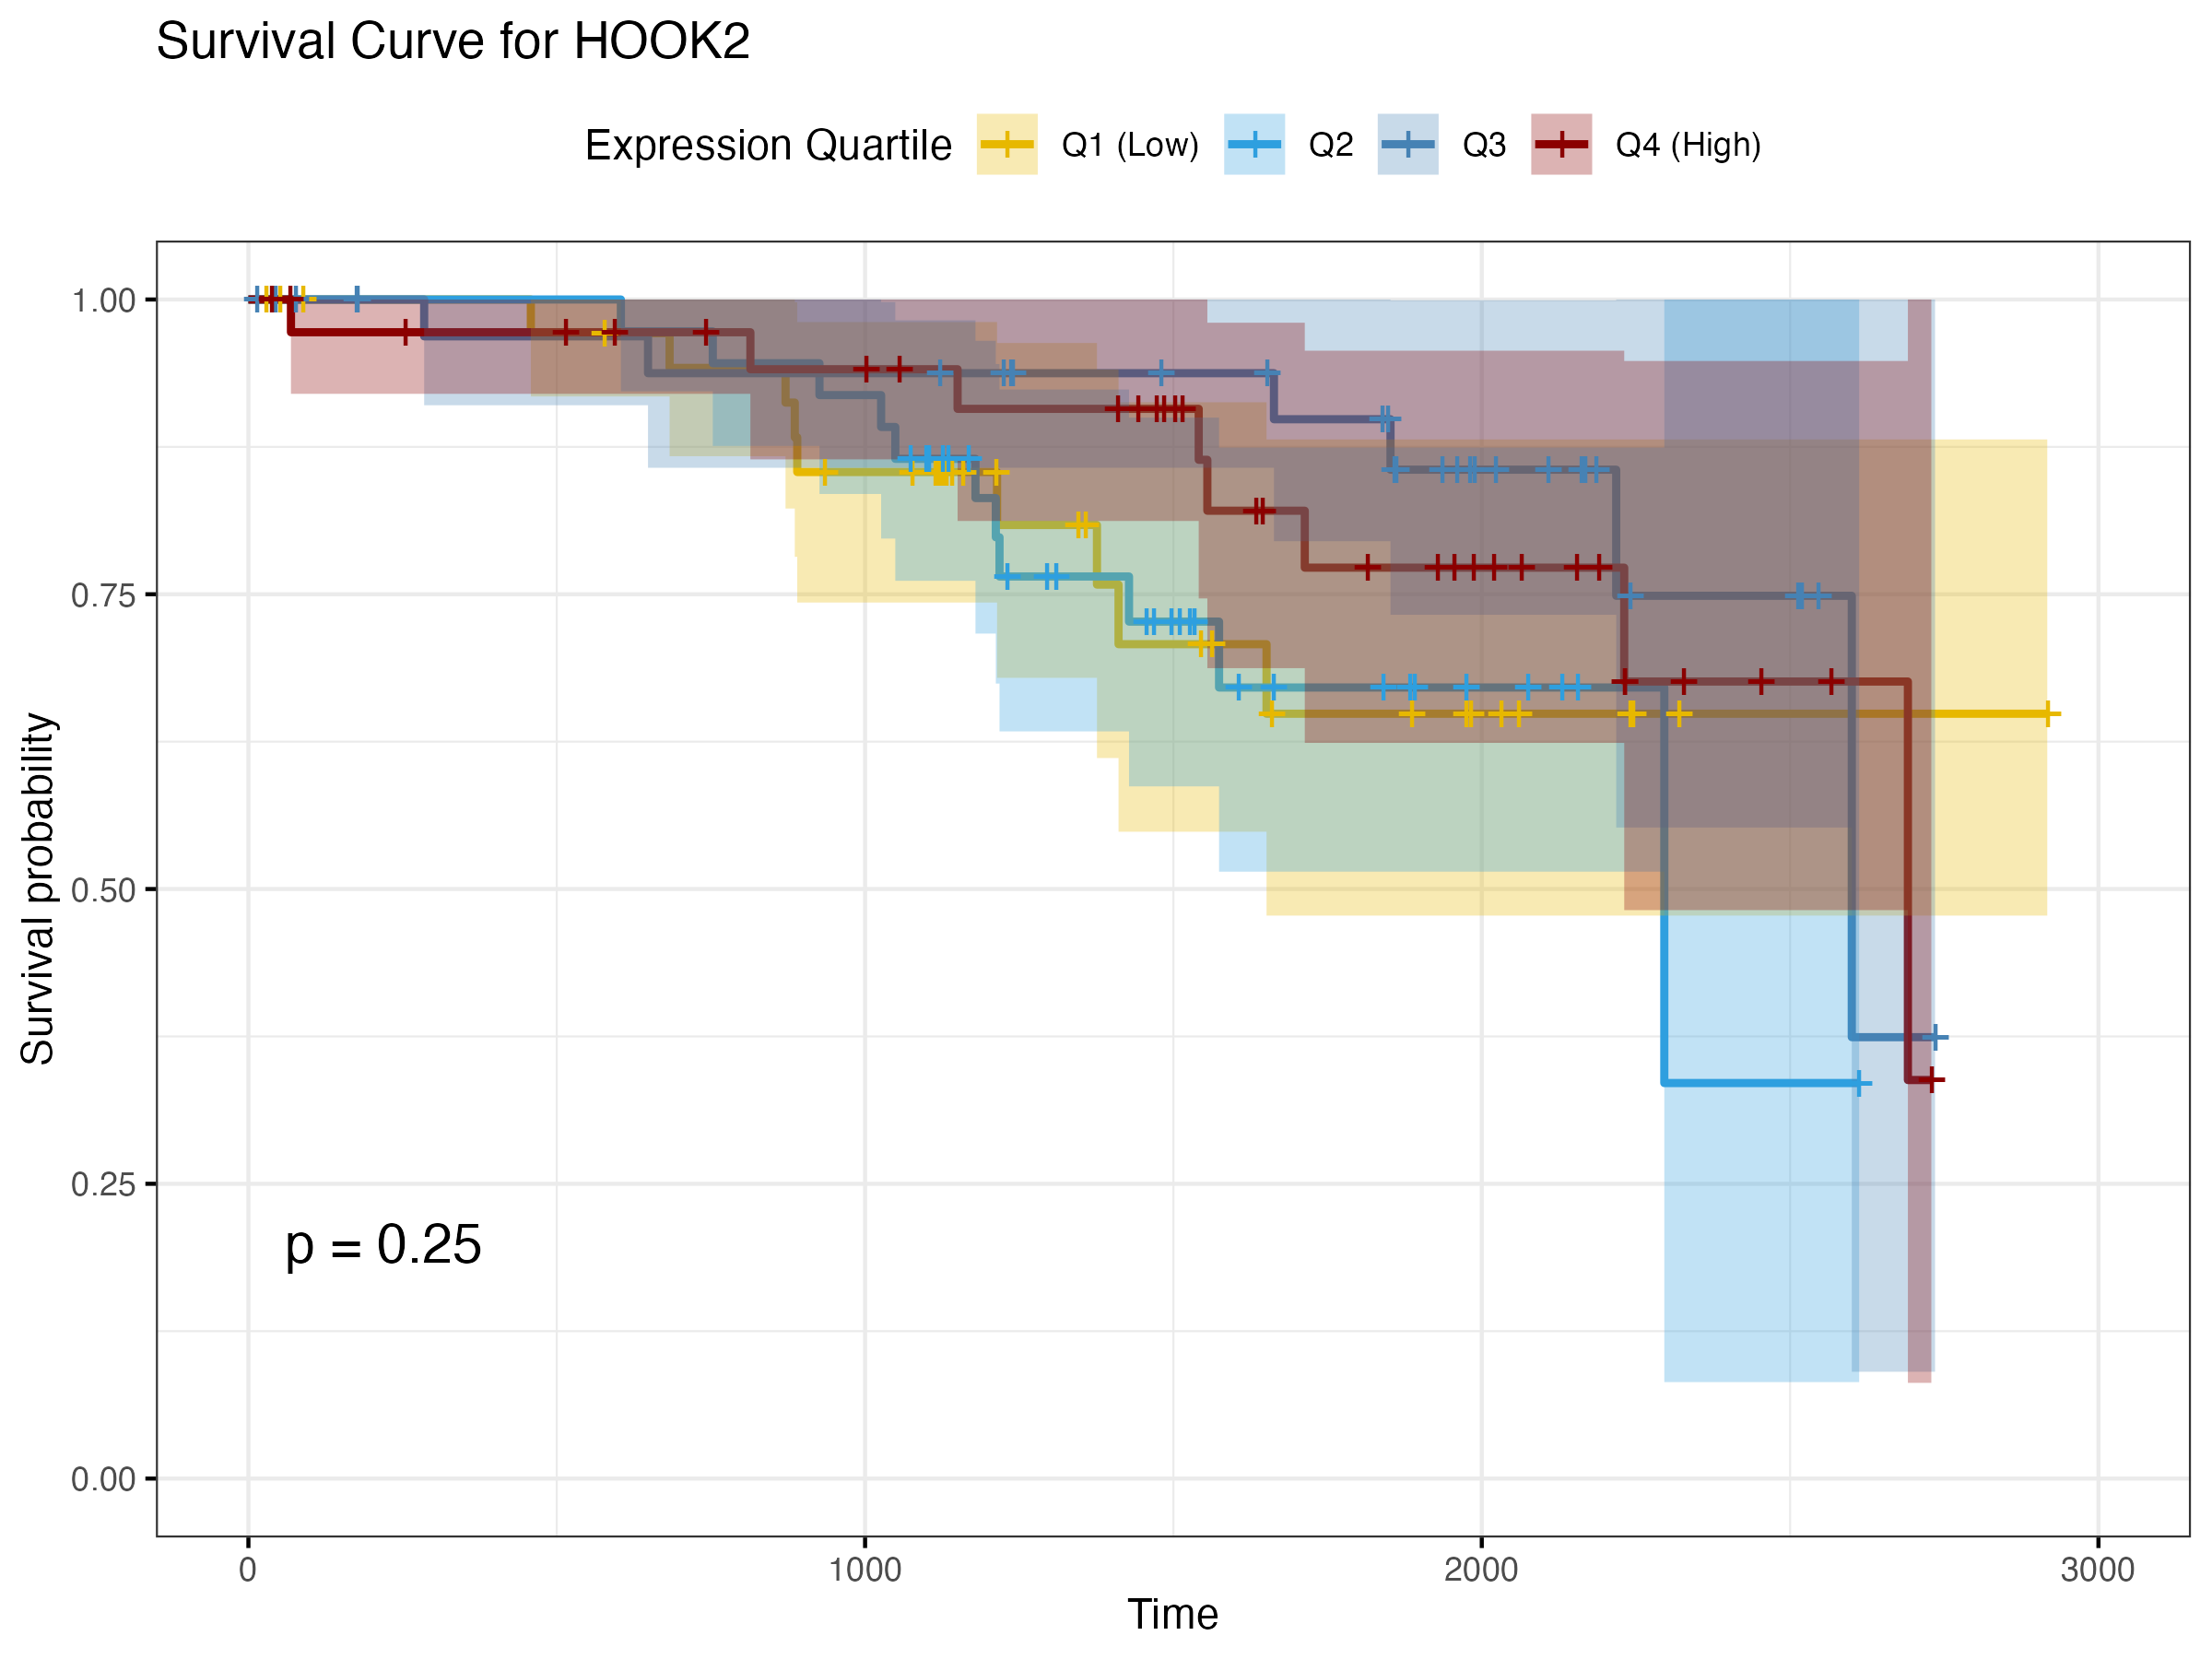 Survival Curve for HOOK2
Expression Quartile Q1 (Low) Q2 Q3 Q4 (High)
1.00
0.75
0.50
0.25
0.00
Survival probability
p = 0.25
0 1000 2000 3000
Time